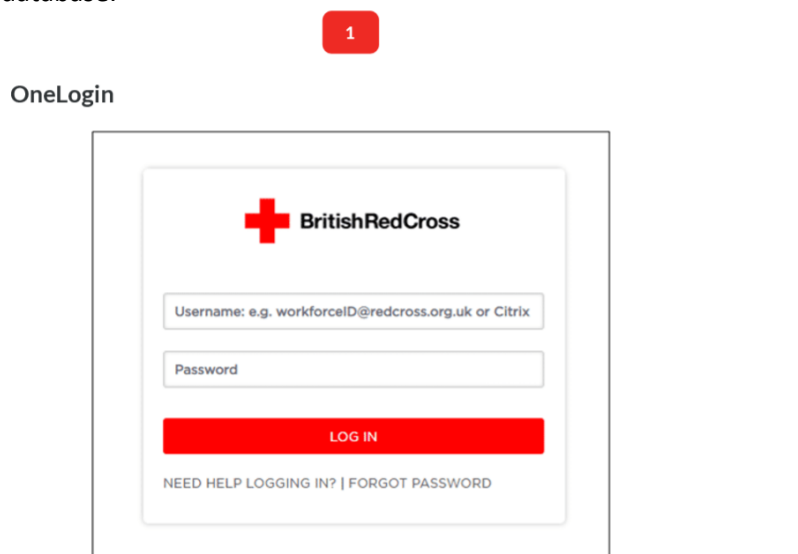 database.
1
OneLogin
BritishRedCross
Username: e.g. workforceID@redcross.org.uk or Citrix
Password
LOG IN
NEED HELP LOGGING IN? | FORGOT PASSWORD